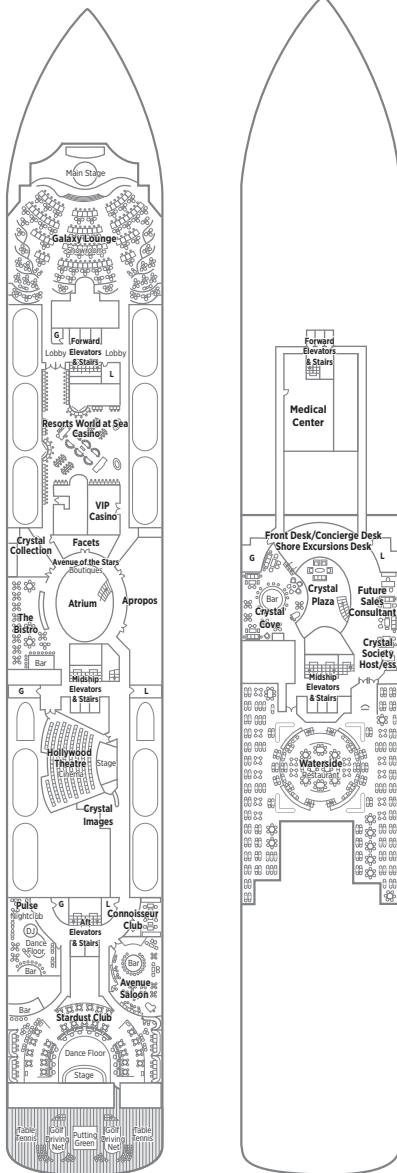 Main Stage
Galaxy Lounge
Showroom
G
Forward
Elevators
& Stairs
Lobby
Lobby
L
Resorts World at Sea
Casino
VIP
Casino
Crystal
Collection
Facets
Avenue of the Stars
Boutiques
Atrium
Apropos
The
Bistro
Bar
Midship
Elevators
& Stairs
G
L
Hollywood
Theatre
Cinema
Stage
Crystal
Images
Pulse
Nightclub
G
L
Connoisseur
Club
DJ
Dance
Floor
Bar
Aft
Elevators
& Stairs
Bar
Avenue
Saloon
Bar
Stardust Club
Dance Floor
Stage
Table
Tennis
Golf
Driving
Net
Putting
Green
Golf
Driving
Net
Table
Tennis
Forward
Elevators
& Stairs
Medical
Center
Front Desk/Concierge Desk
Shore Excursions Desk
G
L
Bar
Crystal
Cove
Crystal
Plaza
Future
Sales
Consultant
Crystal
Society
Host/ess
Midship
Elevators
& Stairs
Waterside
Restaurant